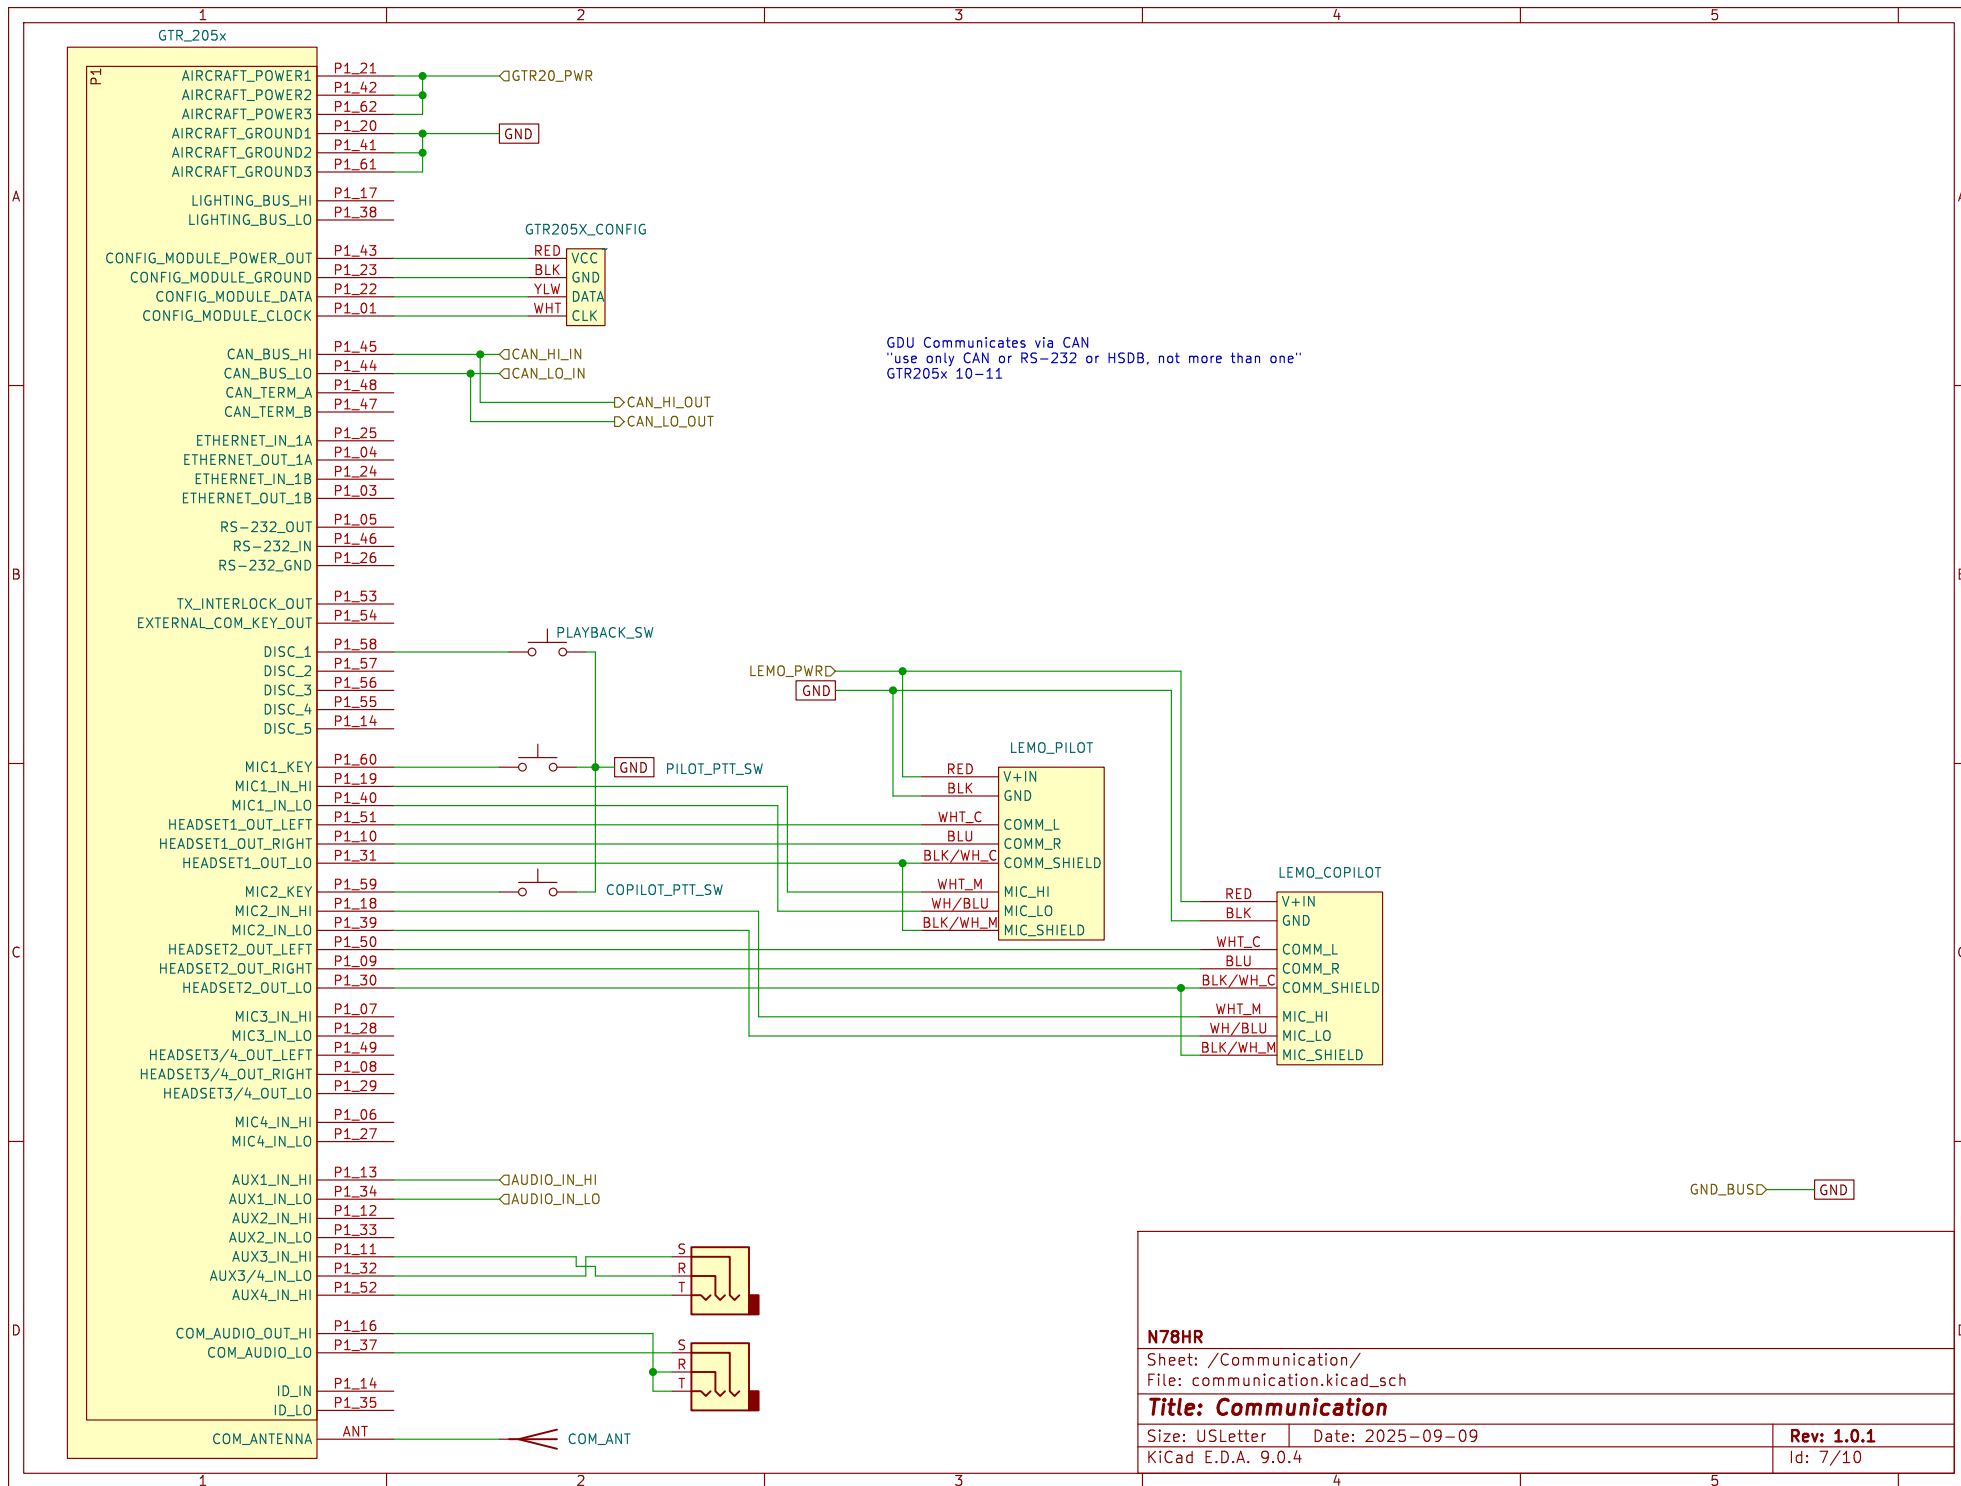 1 2 3 4 5
GTR_205x
P1
AIRCRAFT_POWER1 P1_21 GTR20_PWR
AIRCRAFT_POWER2 P1_42
AIRCRAFT_POWER3 P1_62
AIRCRAFT_GROUND1 P1_20 GND
AIRCRAFT_GROUND2 P1_41
AIRCRAFT_GROUND3 P1_61
A
LIGHTING_BUS_HI P1_17
LIGHTING_BUS_LO P1_38
GTR205X_CONFIG
CONFIG_MODULE_POWER_OUT P1_43 RED VCC
CONFIG_MODULE_GROUND P1_23 BLK GND
CONFIG_MODULE_DATA P1_22 YLW DATA
CONFIG_MODULE_CLOCK P1_01 WHT CLK
GDU Communicates via CAN
"use only CAN or RS-232 or HSDB, not more than one"
GTR205x 10-11
CAN_BUS_HI P1_45 CAN_HI_IN
CAN_BUS_LO P1_44 CAN_LO_IN
CAN_TERM_A P1_48
CAN_HI_OUT
CAN_TERM_B P1_47
CAN_LO_OUT
ETHERNET_IN_1A P1_25
ETHERNET_OUT_1A P1_04
ETHERNET_IN_1B P1_24
ETHERNET_OUT_1B P1_03
RS-232_OUT P1_05
RS-232_IN P1_46
RS-232_GND P1_26
B
TX_INTERLOCK_OUT P1_53
EXTERNAL_COM_KEY_OUT P1_54
PLAYBACK_SW
DISC_1 P1_58
DISC_2 P1_57 LEMO_PWR
DISC_3 P1_56 GND
DISC_4 P1_55
DISC_5 P1_14
LEMO_PILOT
MIC1_KEY P1_60 GND PILOT_PTT_SW
RED V+IN
MIC1_IN_HI P1_19
BLK GND
MIC1_IN_LO P1_40
HEADSET1_OUT_LEFT P1_51 WHT_C COMM_L
HEADSET1_OUT_RIGHT P1_10 BLU COMM_R
HEADSET1_OUT_LO P1_31 BLK/WH_C COMM_SHIELD
LEMO_COPILOT
MIC2_KEY P1_59 COPILOT_PTT_SW WHT_M MIC_HI
RED V+IN
MIC2_IN_HI P1_18 WH/BLU MIC_LO
BLK GND
MIC2_IN_LO P1_39 BLK/WH_M MIC_SHIELD
C
HEADSET2_OUT_LEFT P1_50 WHT_C COMM_L
HEADSET2_OUT_RIGHT P1_09 BLU COMM_R
HEADSET2_OUT_LO P1_30 BLK/WH_C COMM_SHIELD
MIC3_IN_HI P1_07 WHT_M MIC_HI
MIC3_IN_LO P1_28 WH/BLU MIC_LO
HEADSET3/4_OUT_LEFT P1_49 BLK/WH_M MIC_SHIELD
HEADSET3/4_OUT_RIGHT P1_08
HEADSET3/4_OUT_LO P1_29
MIC4_IN_HI P1_06
MIC4_IN_LO P1_27
AUX1_IN_HI P1_13 AUDIO_IN_HI
GND_BUS GND
AUX1_IN_LO P1_34 AUDIO_IN_LO
AUX2_IN_HI P1_12
AUX2_IN_LO P1_33
AUX3_IN_HI P1_11 S
AUX3/4_IN_LO P1_32 R
AUX4_IN_HI P1_52 T
D
COM_AUDIO_OUT_HI P1_16
COM_AUDIO_LO P1_37 S
R
ID_IN P1_14 T
ID_LO P1_35
COM_ANTENNA ANT COM_ANT
N78HR
Sheet: /Communication/
File: communication.kicad_sch
Title: Communication
Size: USLetter Date: 2025-09-09 Rev: 1.0.1
KiCad E.D.A. 9.0.4 Id: 7/10
1 2 3 4 5